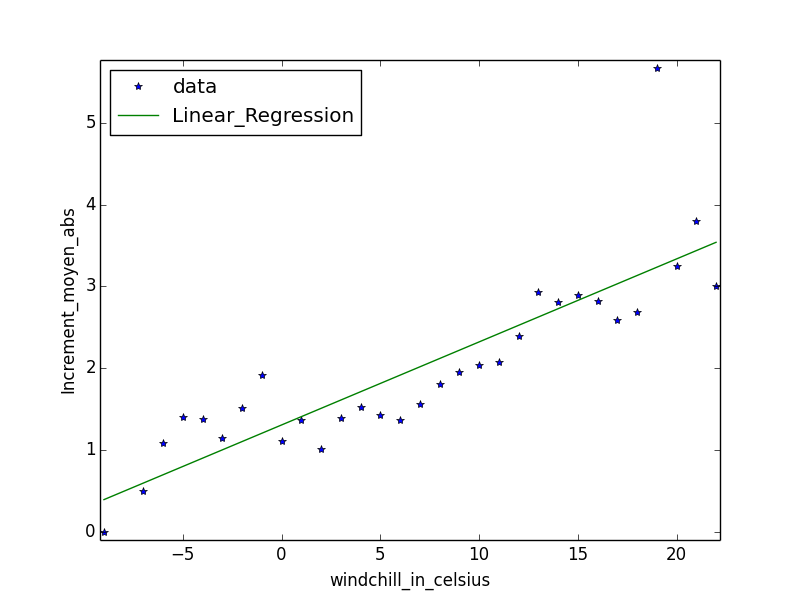 data
Linear_Regression
5
4
3
2
1
0
Increment_moyen_abs
−5 0 5 10 15 20
windchill_in_celsius